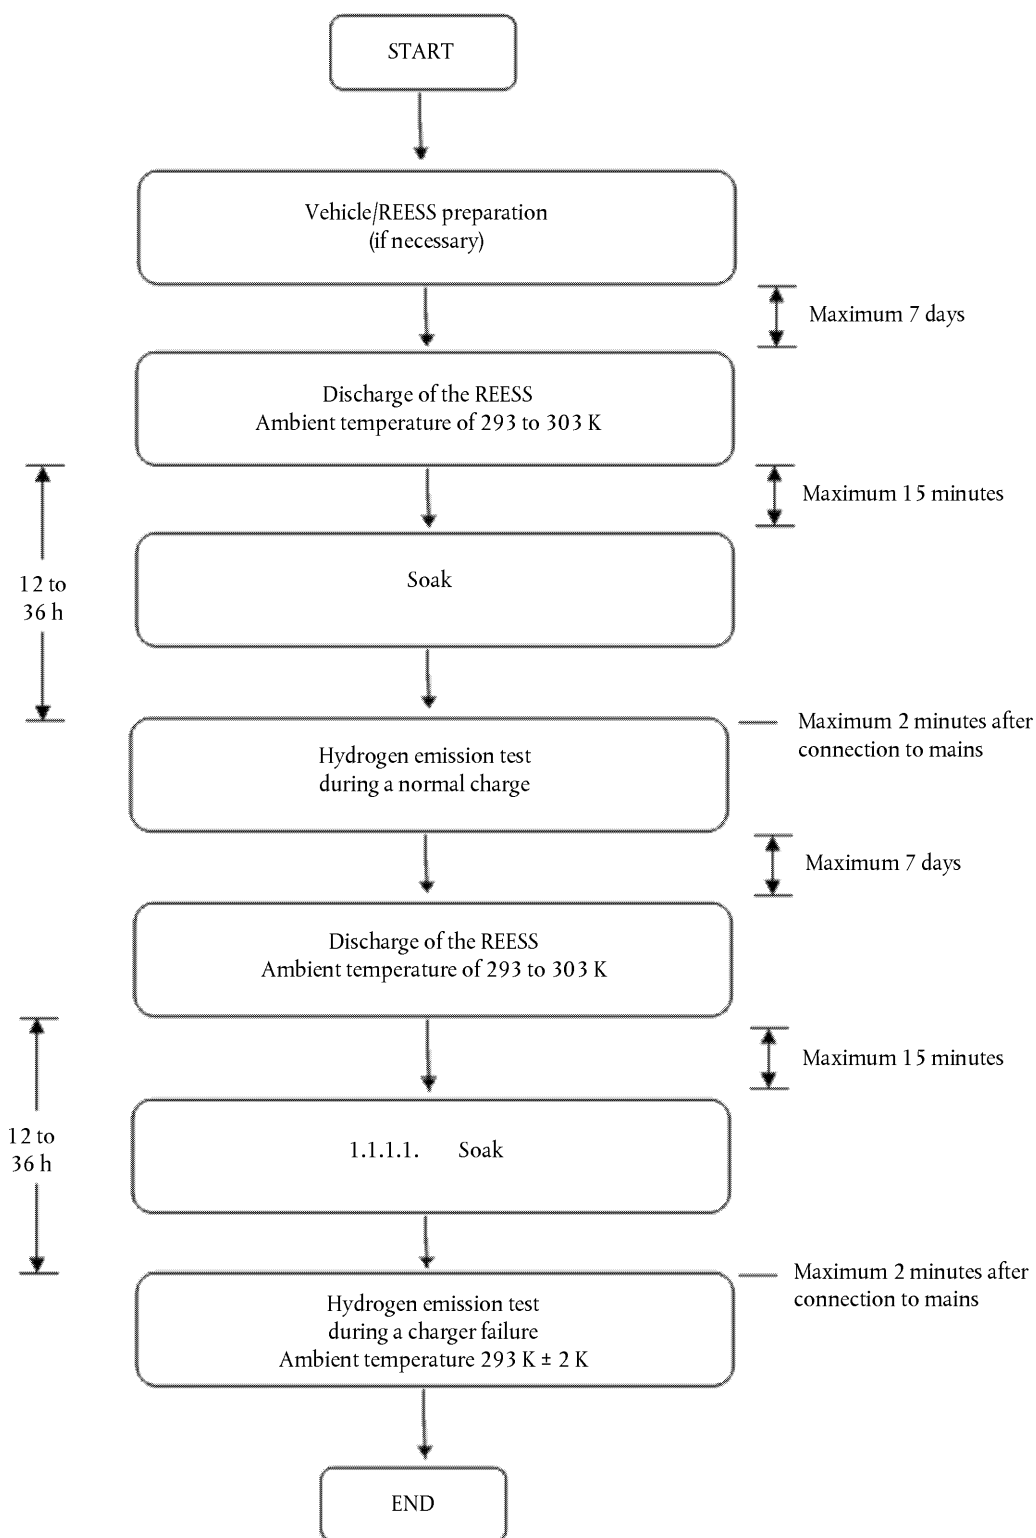 START
Vehicle/REESS preparation
(if necessary)
Maximum 7 days
Discharge of the REESS
Ambient temperature of 293 to 303 K
Maximum 15 minutes
12 to
36 h
Soak
Maximum 2 minutes after
connection to mains
Hydrogen emission test
during a normal charge
Maximum 7 days
Discharge of the REESS
Ambient temperature of 293 to 303 K
Maximum 15 minutes
12 to
36 h
1.1.1.1. Soak
Maximum 2 minutes after
connection to mains
Hydrogen emission test
during a charger failure
Ambient temperature 293 K ± 2 K
END